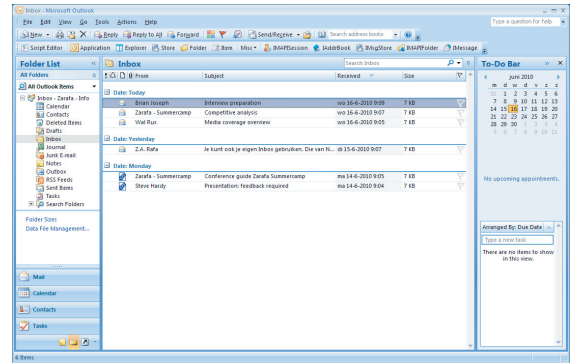 Inbox - Microsoft Outlook
File Edit View Go Tools Actions Help Type a question for help
New Reply Reply to All Forward Send/Receive Search address books
Script Editor Application Explorer Store Folder Item Misc IMAPISession IAddrBook IMsgStore IMAPIFolder IMessage
Folder List
All Folders
All Outlook Items
Inbox - Zarafa - Info
Calendar
Contacts
Deleted Items
Drafts
Inbox
Journal
Junk E-mail
Notes
Outbox
RSS Feeds
Sent Items
Tasks
Search Folders
Folder Sizes
Data File Management...
Mail
Calendar
Contacts
Tasks
6 Items
Inbox Search Inbox
From Subject Received Size
Date: Today
Brian Joseph Interview preparation wo 16-6-2010 9:09 7 KB
Zarafa - Summercamp Competitive analysis wo 16-6-2010 9:07 7 KB
Wal Rus Media coverage overview wo 16-6-2010 9:05 7 KB
Date: Yesterday
Z.A. Rafa Je kunt ook je eigen Inbox gebruiken. Die van N... di 15-6-2010 9:07 7 KB
Date: Monday
Zarafa - Summercamp Conference guide Zarafa Summercamp ma 14-6-2010 9:05 7 KB
Steve Hardy Presentation: feedback required ma 14-6-2010 9:04 7 KB
To-Do Bar
juni 2010
m d w d v z z
31 1 2 3 4 5 6
7 8 9 10 11 12 13
14 15 16 17 18 19 20
21 22 23 24 25 26 27
28 29 30 1 2 3 4
5 6 7 8 9 10 11
No upcoming appointments.
Arranged By: Due Date
Type a new task
There are no items to show
in this view.